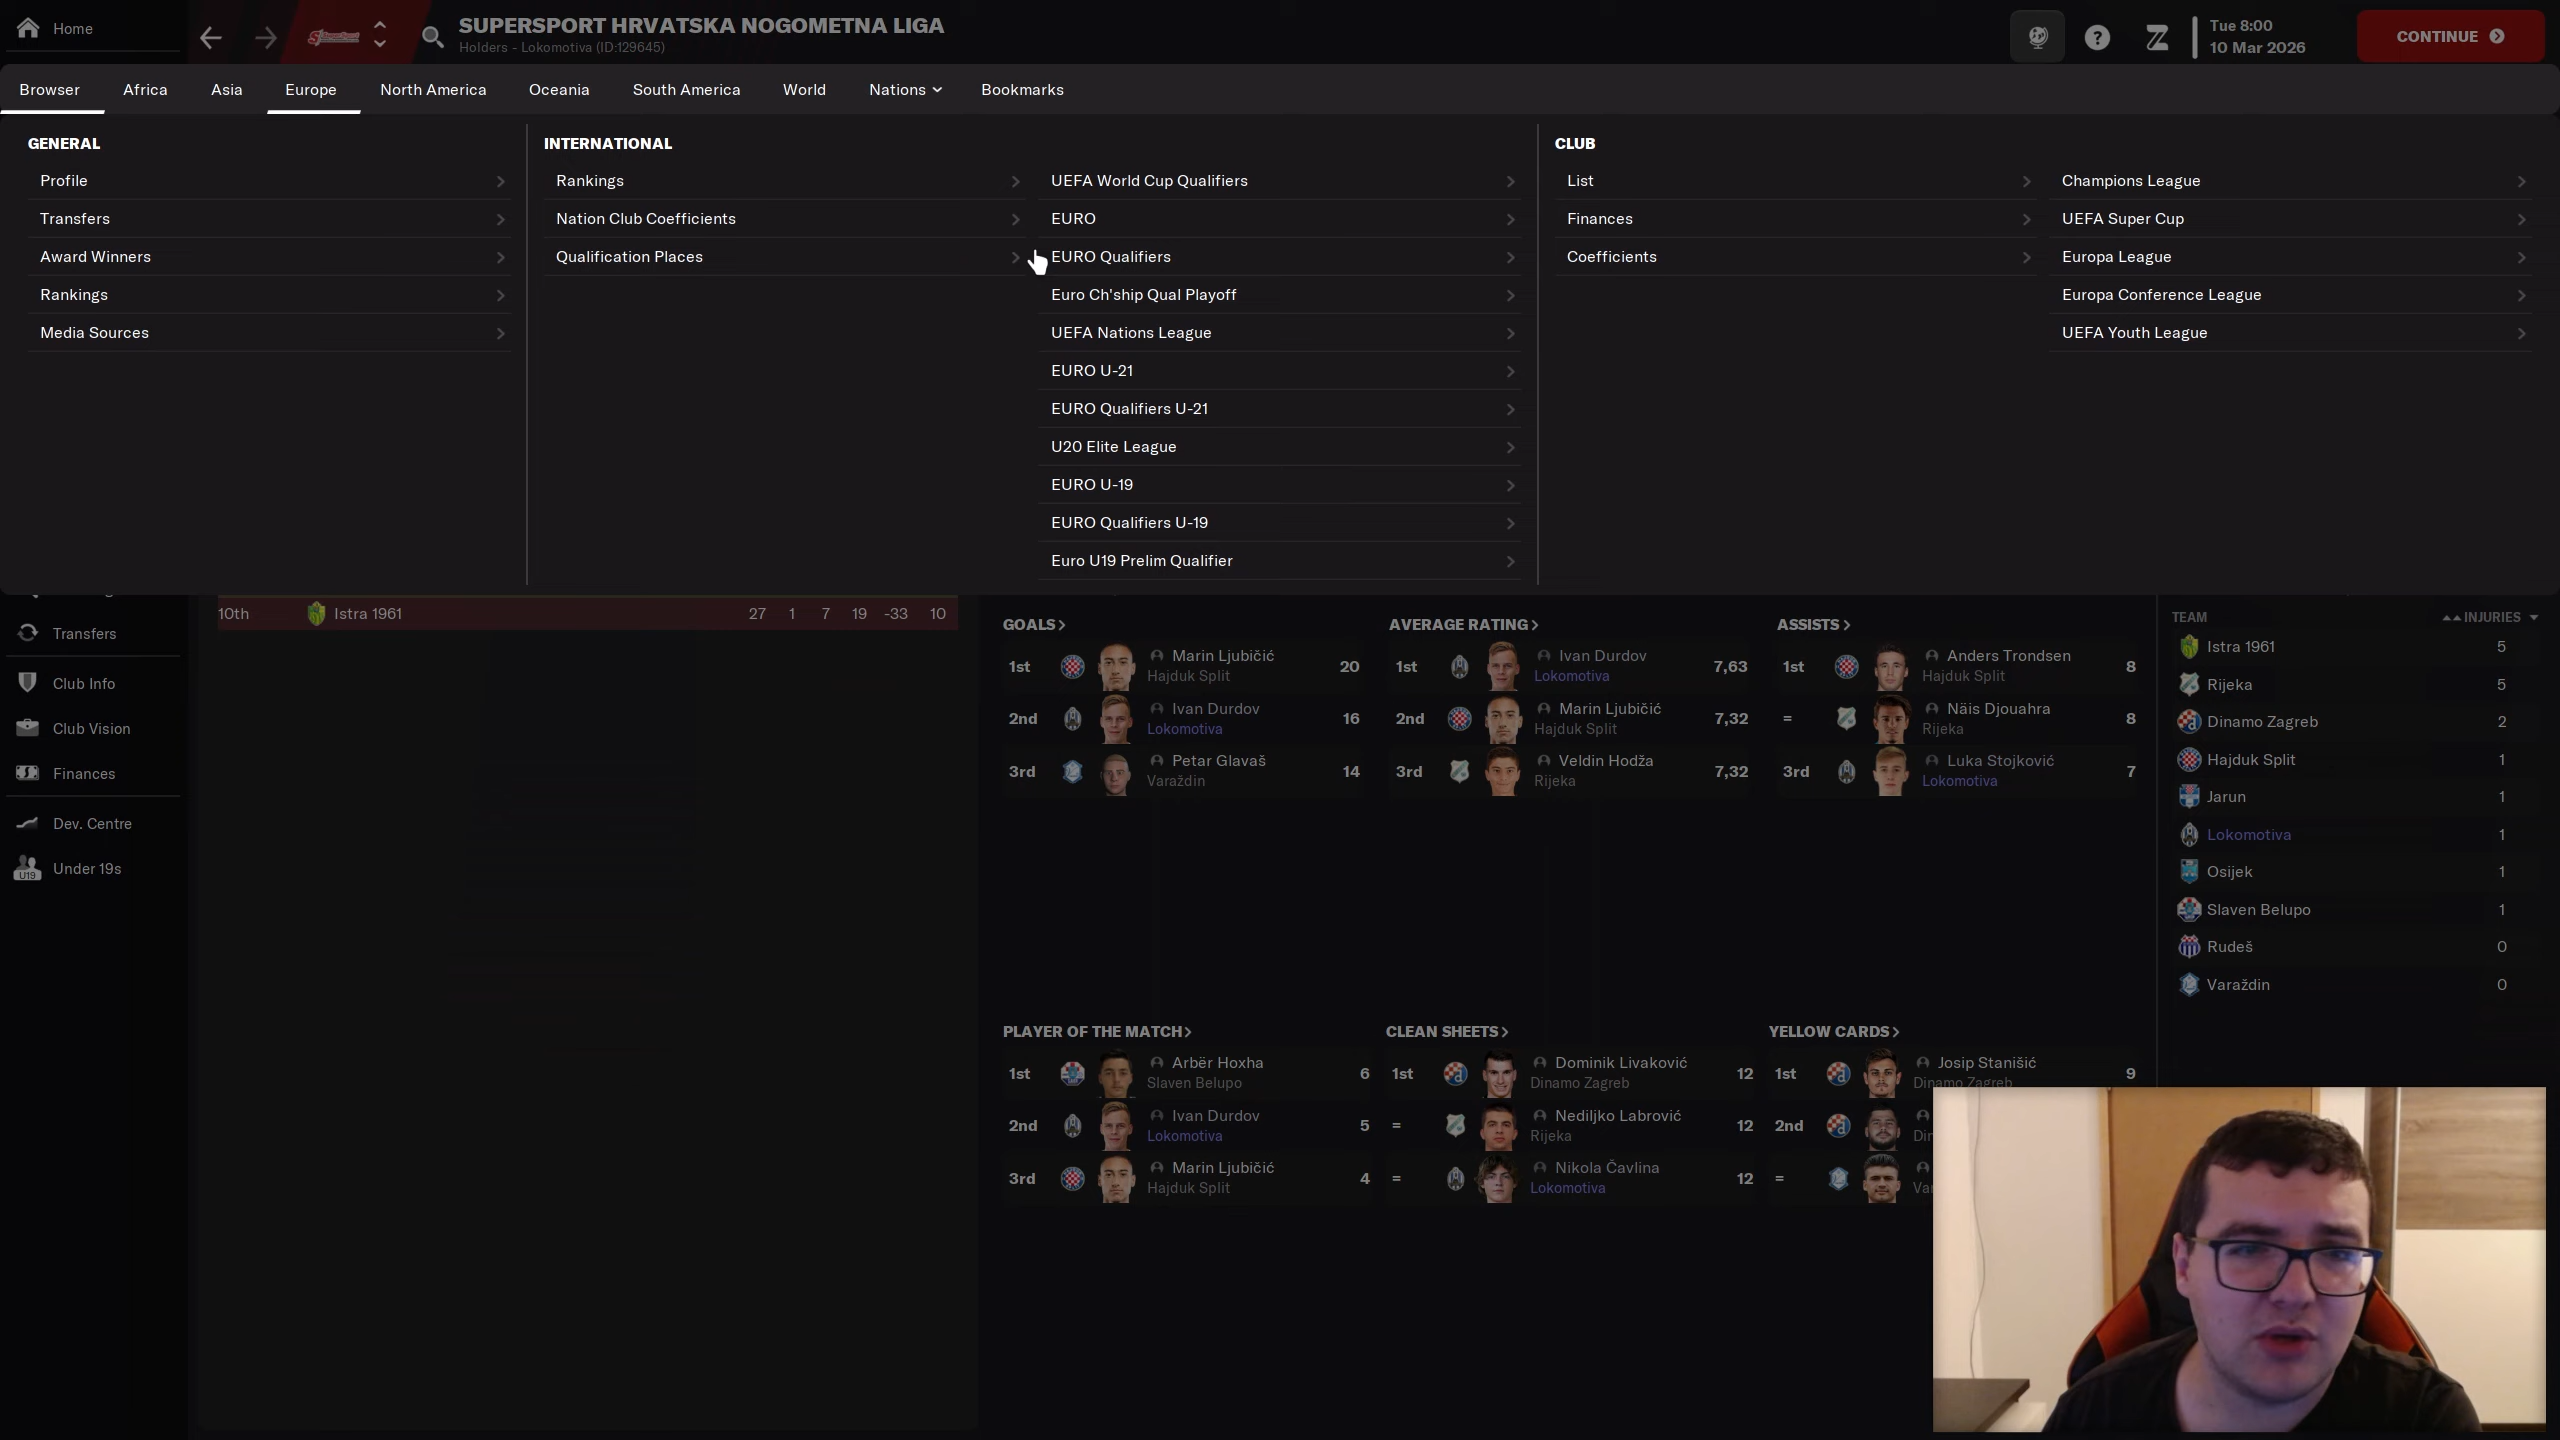 Home
SUPERSPORT HRVATSKA NOGOMETNA LIGA
Holders - Lokomotiva (ID:129645)
Tue 8:00
10 Mar 2026
CONTINUE
Browser
Africa
Asia
Europe
North America
Oceania
South America
World
Nations
Bookmarks
GENERAL
Profile
Transfers
Award Winners
Rankings
Media Sources
INTERNATIONAL
Rankings
Nation Club Coefficients
Qualification Places
UEFA World Cup Qualifiers
EURO
EURO Qualifiers
Euro Ch'ship Qual Playoff
UEFA Nations League
EURO U-21
EURO Qualifiers U-21
U20 Elite League
EURO U-19
EURO Qualifiers U-19
Euro U19 Prelim Qualifier
CLUB
List
Finances
Coefficients
Champions League
UEFA Super Cup
Europa League
Europa Conference League
UEFA Youth League
Transfers
Club Info
Club Vision
Finances
Dev. Centre
U19
Under 19s
10th Istra 1961 27 1 7 19 -33 10
GOALS
1st Marin Ljubičić 20
Hajduk Split
2nd Ivan Durdov 16
Lokomotiva
3rd Petar Glavaš 14
Varaždin
AVERAGE RATING
1st Ivan Durdov 7,63
Lokomotiva
2nd Marin Ljubičić 7,32
Hajduk Split
3rd Veldin Hodža 7,32
Rijeka
ASSISTS
1st Anders Trondsen 8
Hajduk Split
= Näis Djouahra 8
Rijeka
3rd Luka Stojković 7
Lokomotiva
TEAM INJURIES
Istra 1961 5
Rijeka 5
Dinamo Zagreb 2
Hajduk Split 1
Jarun 1
Lokomotiva 1
Osijek 1
Slaven Belupo 1
Rudeš 0
Varaždin 0
PLAYER OF THE MATCH
1st Arbër Hoxha 6
Slaven Belupo
2nd Ivan Durdov 5
Lokomotiva
3rd Marin Ljubičić 4
Hajduk Split
CLEAN SHEETS
1st Dominik Livaković 12
Dinamo Zagreb
= Nediljko Labrović 12
Rijeka
= Nikola Čavlina 12
Lokomotiva
YELLOW CARDS
1st Josip Stanišić 9
Dinamo Zagreb
2nd
=